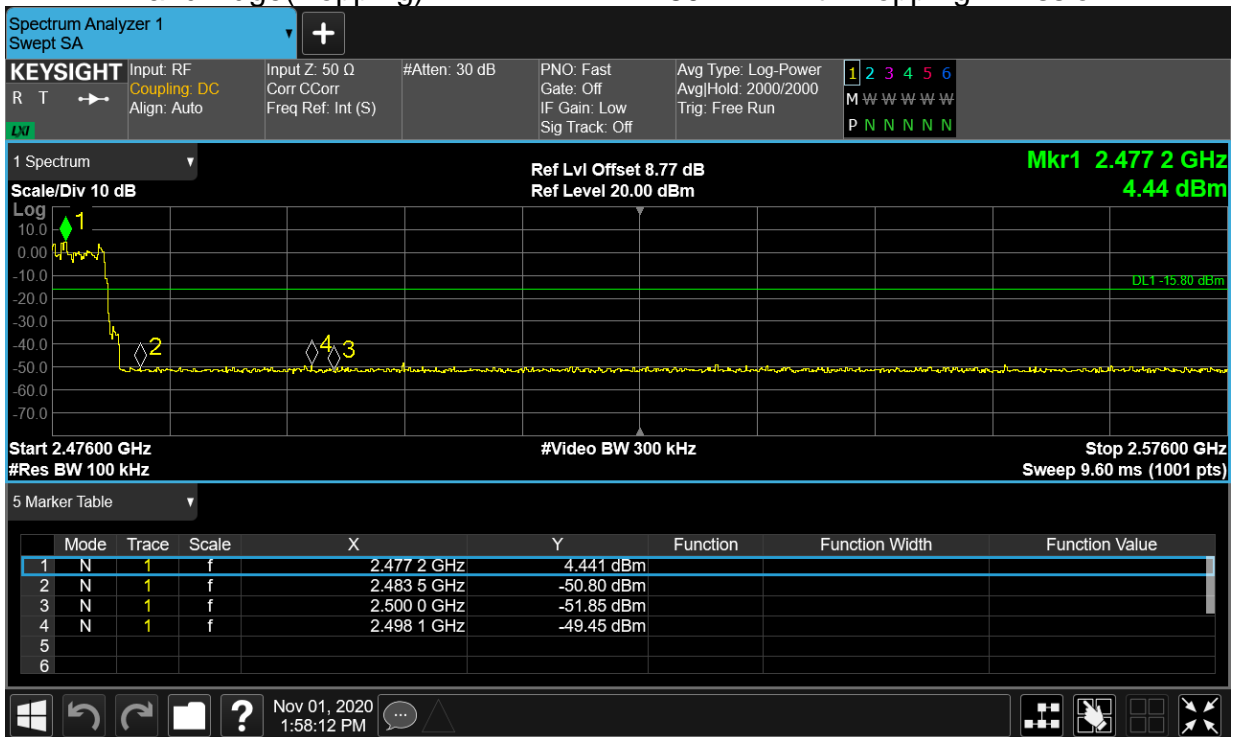 Spectrum Analyzer 1
Swept SA
+
KEYSIGHT Input: RF Input Z: 50 Ω #Atten: 30 dB PNO: Fast Avg Type: Log-Power 1 2 3 4 5 6
R T Coupling: DC Corr CCorr Gate: Off Avg|Hold: 2000/2000 M W W W W W
Align: Auto Freq Ref: Int (S) IF Gain: Low Trig: Free Run
LXI Sig Track: Off P N N N N N
1 Spectrum Ref Lvl Offset 8.77 dB Mkr1 2.477 2 GHz
Scale/Div 10 dB Ref Level 20.00 dBm 4.44 dBm
Log
1
10.0
0.00
-10.0
DL1 -15.80 dBm
-20.0
-30.0
-40.0
2 4 3
-50.0
-60.0
-70.0
Start 2.47600 GHz #Video BW 300 kHz Stop 2.57600 GHz
#Res BW 100 kHz Sweep 9.60 ms (1001 pts)
5 Marker Table
Mode Trace Scale X Y Function Function Width Function Value
1 N 1 f 2.477 2 GHz 4.441 dBm
2 N 1 f 2.483 5 GHz -50.80 dBm
3 N 1 f 2.500 0 GHz -51.85 dBm
4 N 1 f 2.498 1 GHz -49.45 dBm
5
6
? Nov 01, 2020
1:58:12 PM